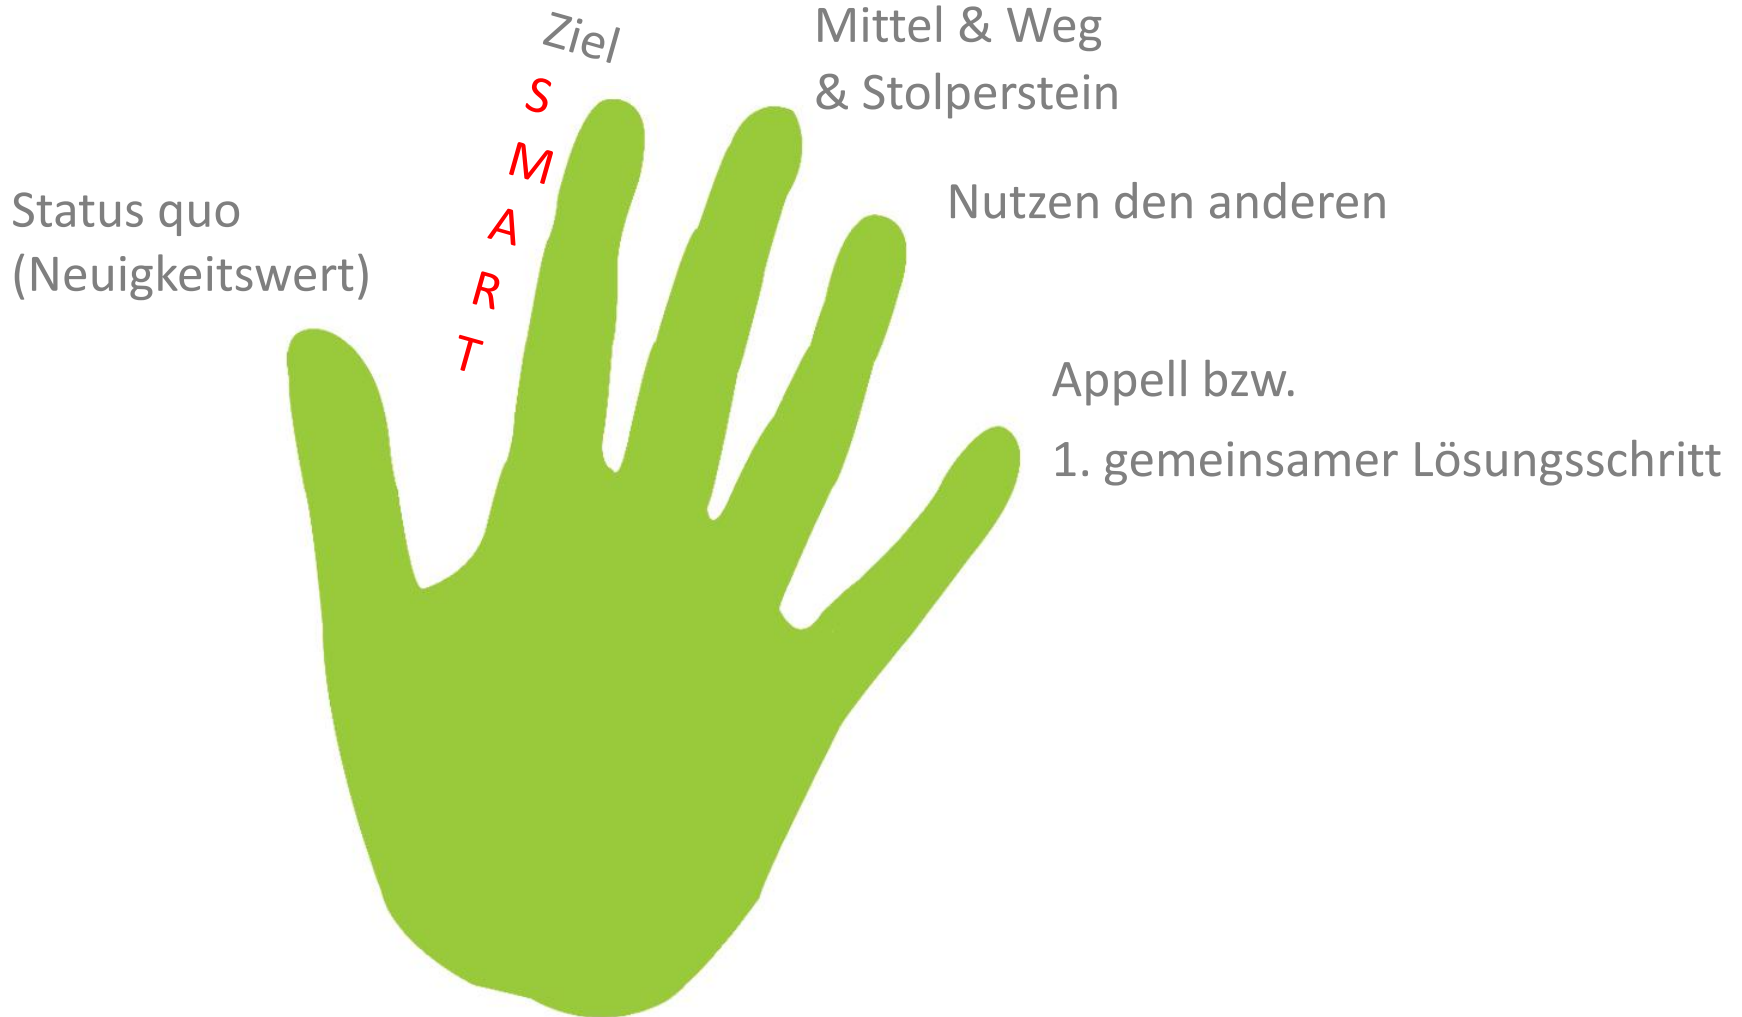 Status quo
(Neuigkeitswert)
Ziel
S
M
A
R
T
Mittel & Weg
& Stolperstein
Nutzen den anderen
Appell bzw.
1. gemeinsamer Lösungsschritt